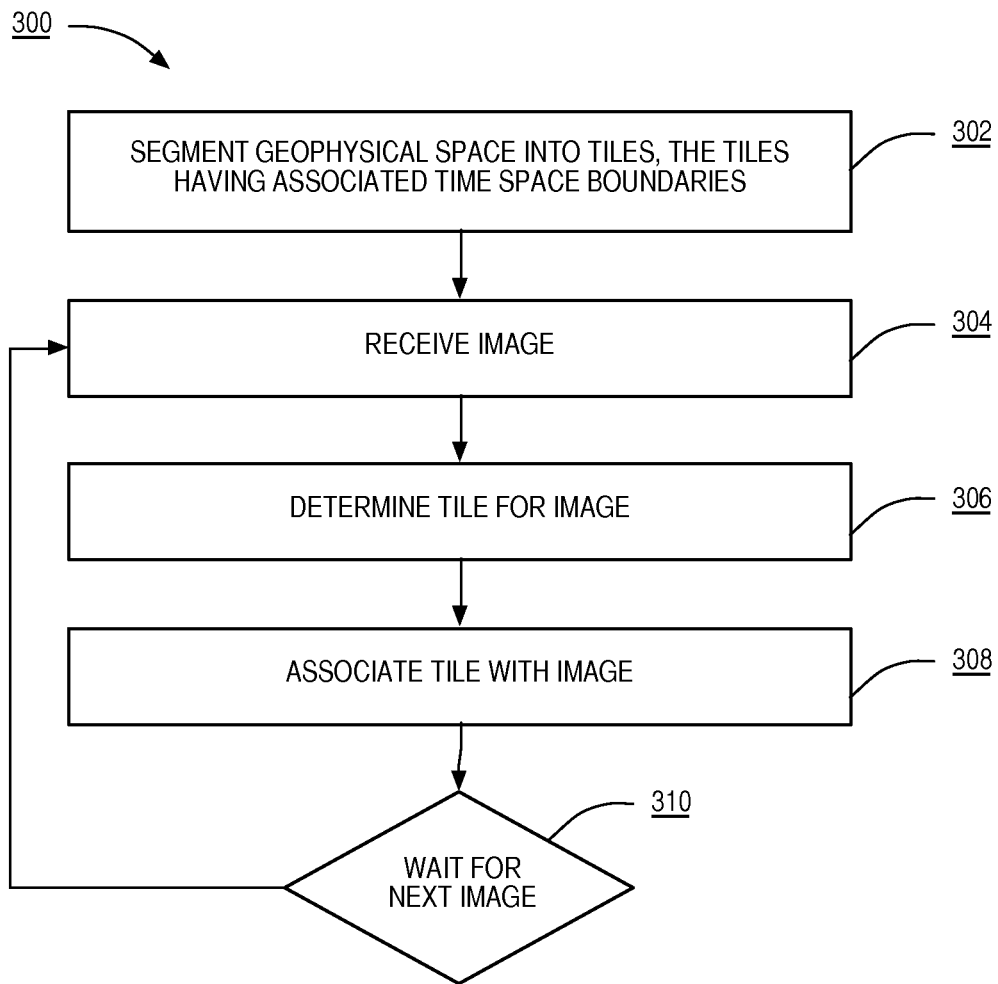 300
SEGMENT GEOPHYSICAL SPACE INTO TILES, THE TILES
HAVING ASSOCIATED TIME SPACE BOUNDARIES
302
RECEIVE IMAGE
304
DETERMINE TILE FOR IMAGE
306
ASSOCIATE TILE WITH IMAGE
308
310
WAIT FOR
NEXT IMAGE